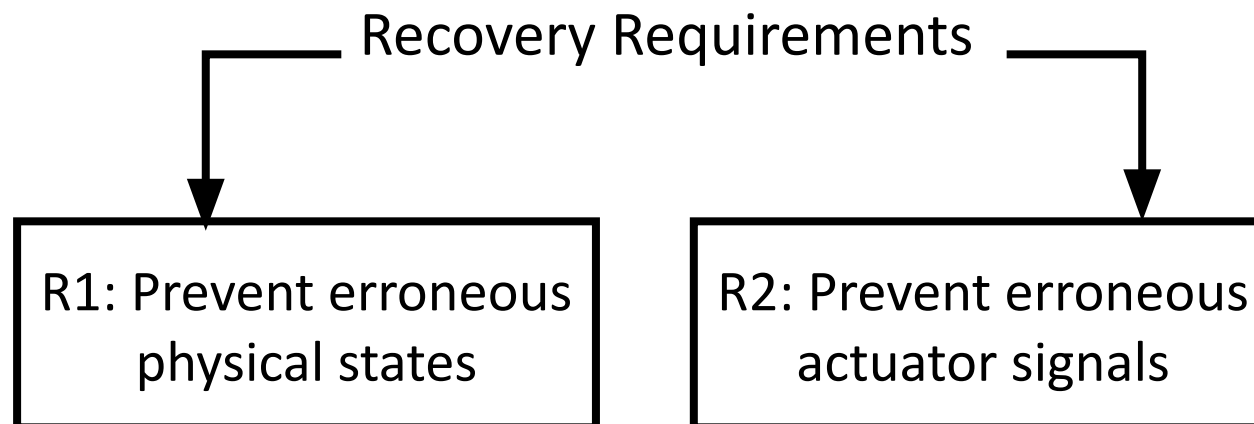 Recovery Requirements
R1: Prevent erroneous
physical states
R2: Prevent erroneous
actuator signals